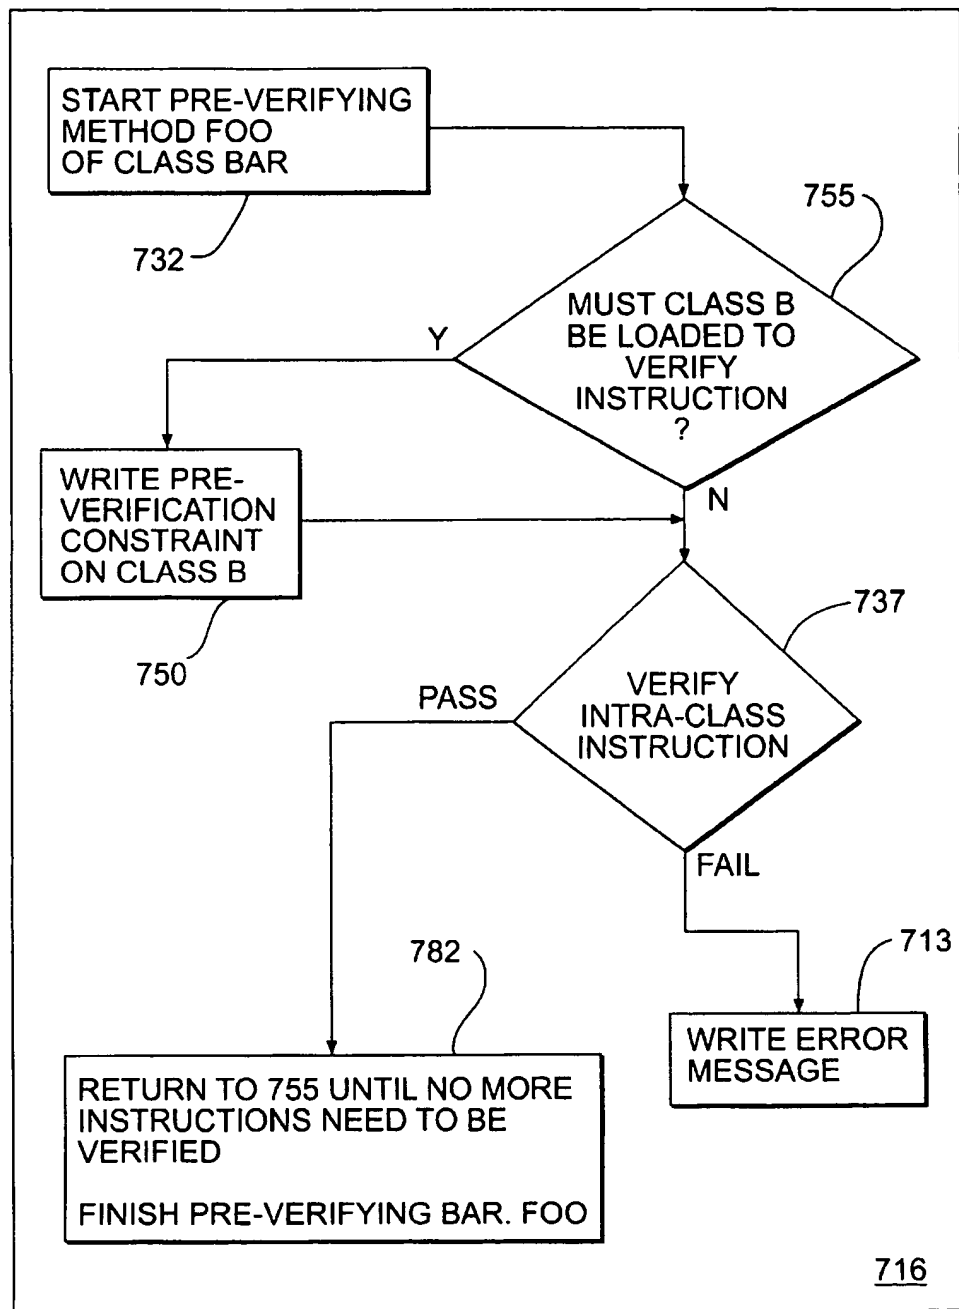 START PRE-VERIFYING
METHOD FOO
OF CLASS BAR
732
755
MUST CLASS B
BE LOADED TO
VERIFY
INSTRUCTION
?
Y
N
WRITE PRE-
VERIFICATION
CONSTRAINT
ON CLASS B
750
737
VERIFY
INTRA-CLASS
INSTRUCTION
PASS
FAIL
782
713
WRITE ERROR
MESSAGE
RETURN TO 755 UNTIL NO MORE
INSTRUCTIONS NEED TO BE
VERIFIED
FINISH PRE-VERIFYING BAR. FOO
716